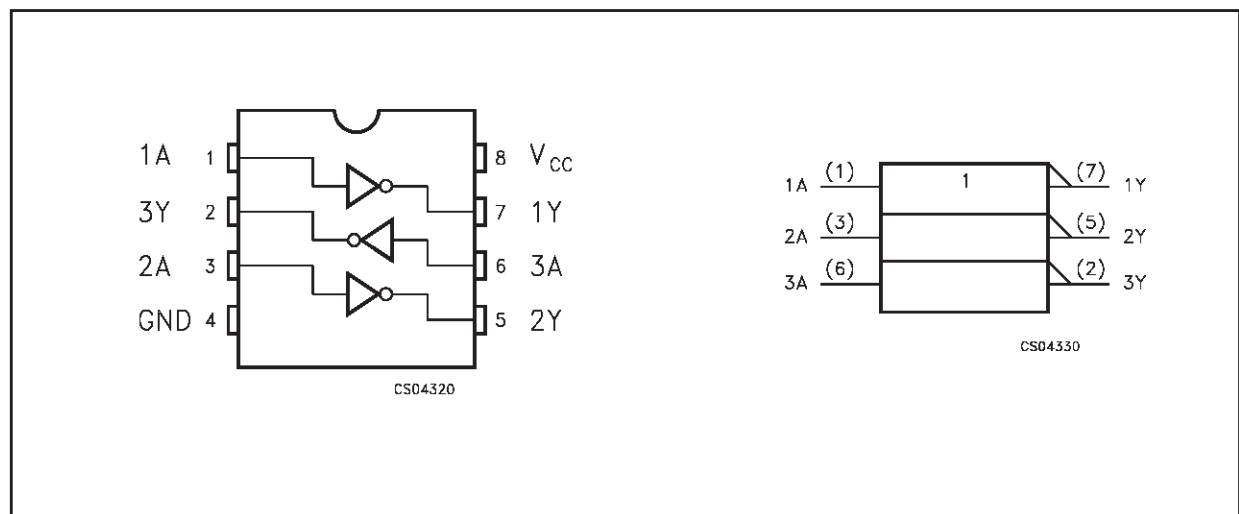 1A 1 8 VCC
3Y 2 7 1Y
2A 3 6 3A
GND 4 5 2Y
CS04320
1A (1) 1 (7) 1Y
2A (3) (5) 2Y
3A (6) (2) 3Y
CS04330